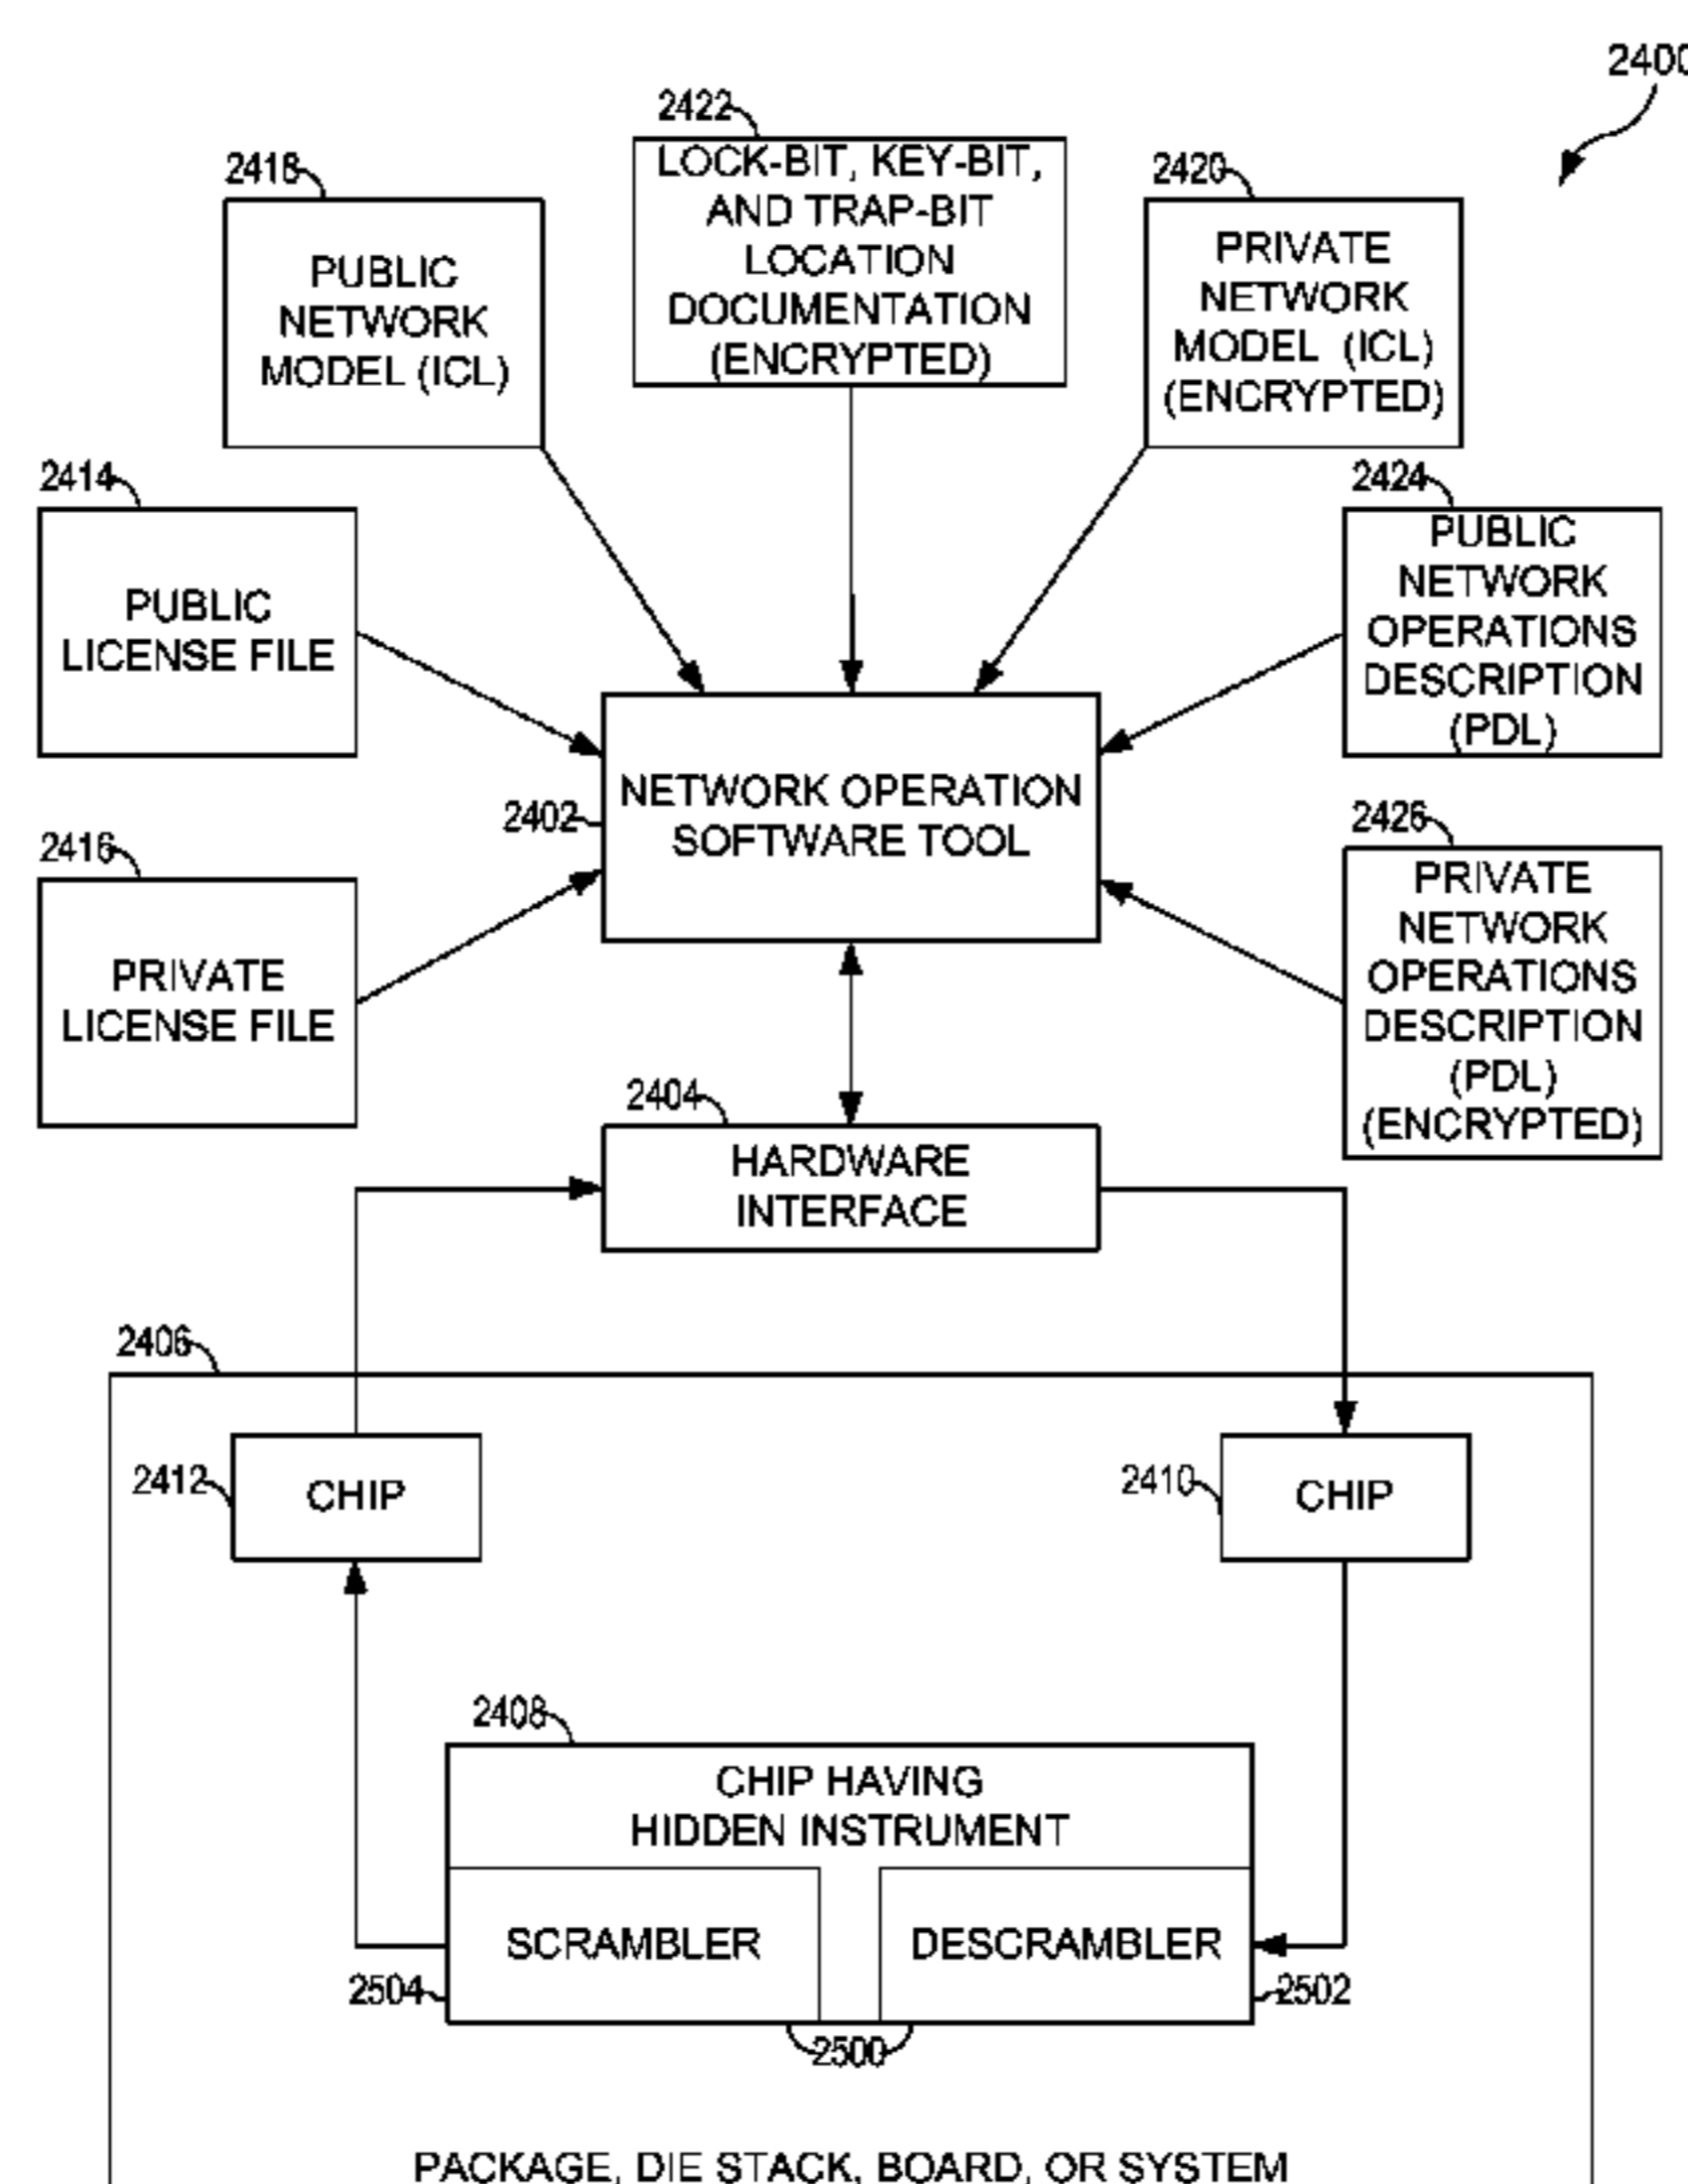 2400
2422
LOCK-BIT, KEY-BIT,
AND TRAP-BIT
LOCATION
DOCUMENTATION
(ENCRYPTED)
2418
PUBLIC
NETWORK
MODEL (ICL)
2420
PRIVATE
NETWORK
MODEL (ICL)
(ENCRYPTED)
2414
PUBLIC
LICENSE FILE
2424
PUBLIC
NETWORK
OPERATIONS
DESCRIPTION
(PDL)
2402
NETWORK OPERATION
SOFTWARE TOOL
2416
PRIVATE
LICENSE FILE
2426
PRIVATE
NETWORK
OPERATIONS
DESCRIPTION
(PDL)
(ENCRYPTED)
2404
HARDWARE
INTERFACE
2406
2412
CHIP
2410
CHIP
2408
CHIP HAVING
HIDDEN INSTRUMENT
SCRAMBLER
DESCRAMBLER
2504
2502
2500
PACKAGE, DIE STACK, BOARD, OR SYSTEM